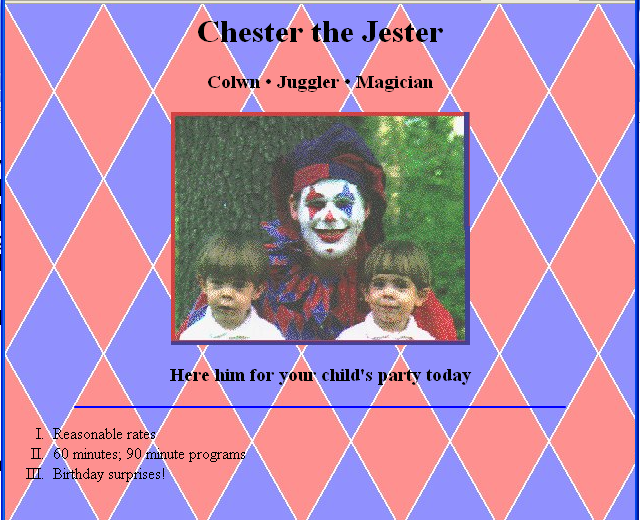 Chester the Jester
Colwn • Juggler • Magician
Here him for your child's party today
I. Reasonable rates
II. 60 minutes; 90 minute programs
III. Birthday surprises!